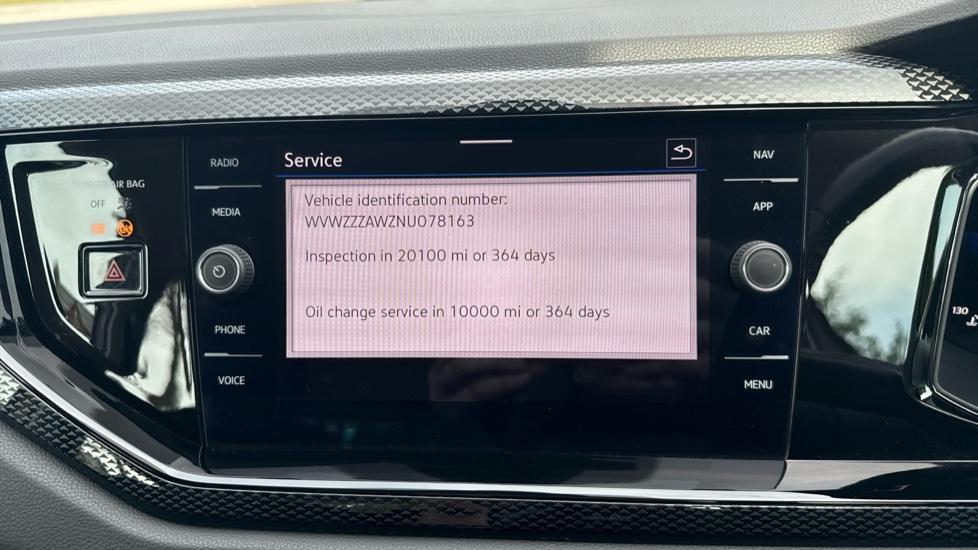 RADIO
MEDIA
PHONE
VOICE
AIR BAG
OFF
Service
Vehicle identification number:
WVWZZZAWZNU078163
Inspection in 20100 mi or 364 days
Oil change service in 10000 mi or 364 days
NAV
APP
CAR
MENU
130